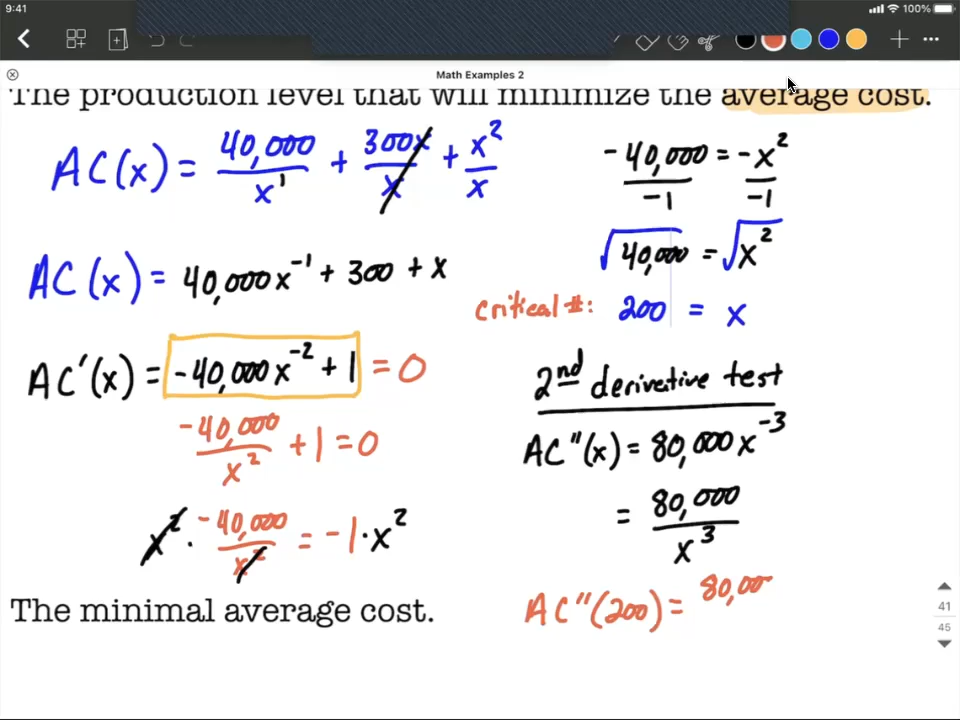 9:41
100%
Math Examples 2
The production level that will minimize the average cost.
AC(x) = 40,000/x¹ + 300x/x + x²/x
AC(x) = 40,000x⁻¹ + 300 + x
AC'(x) = -40,000x⁻² + 1 = 0
-40,000/x² + 1 = 0
x² · -40,000/x² = -1 · x²
The minimal average cost.
-40,000/-1 = -x²/-1
√40,000 = √x²
critical #: 200 = x
2nd derivative test
AC''(x) = 80,000x⁻³
= 80,000/x³
AC''(200) = 80,00
41
45